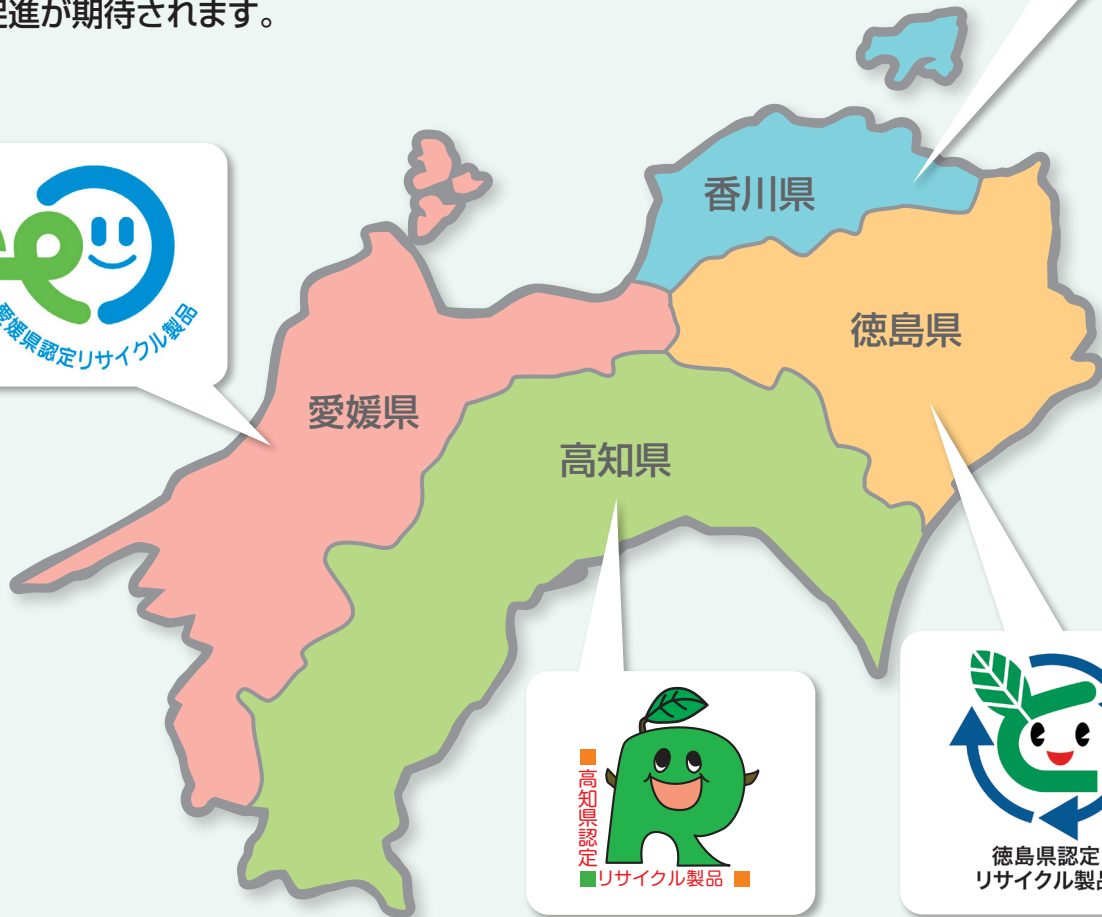 促進が期待されます。
香川県
徳島県
愛媛県
高知県
愛媛県認定リサイクル製品
高知県認定
リサイクル製品
徳島県認定
リサイクル製品